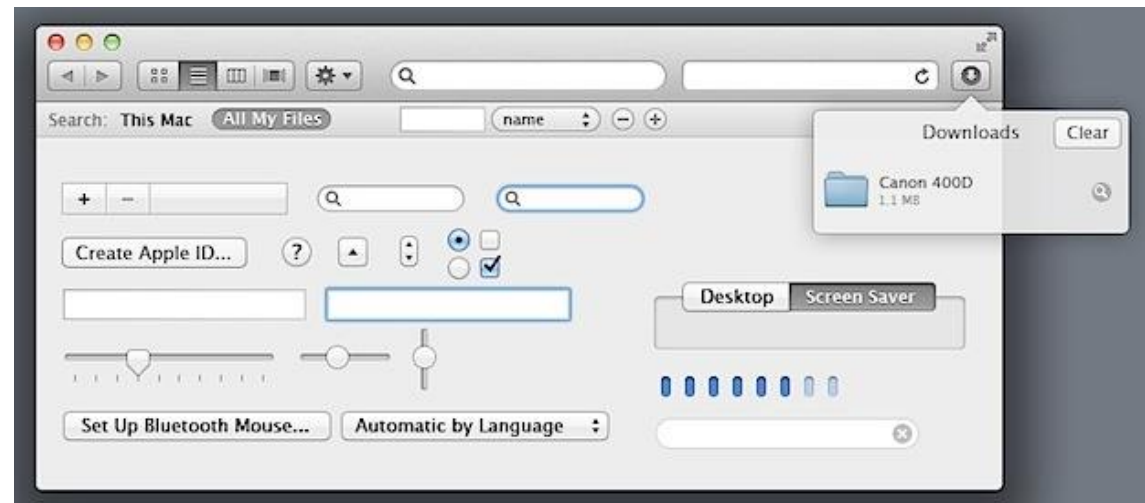 Search: This Mac All My Files name
Downloads Clear
Canon 400D
1.1 MB
Create Apple ID... ?
Desktop Screen Saver
Set Up Bluetooth Mouse... Automatic by Language